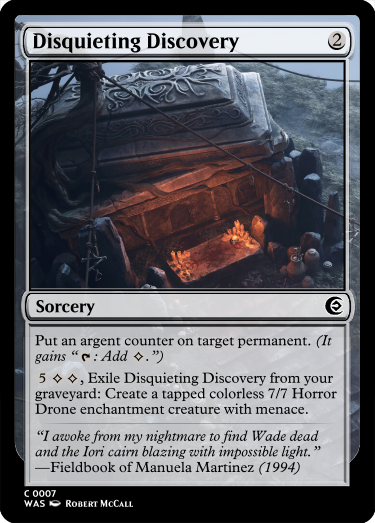 Disquieting Discovery 2
Sorcery
Put an argent counter on target permanent. (It
gains “: Add .”)
5 , Exile Disquieting Discovery from your
graveyard: Create a tapped colorless 7/7 Horror
Drone enchantment creature with menace.
“I awoke from my nightmare to find Wade dead
and the Iori cairn blazing with impossible light.”
—Fieldbook of Manuela Martinez (1994)
C 0007
WAS Robert McCall